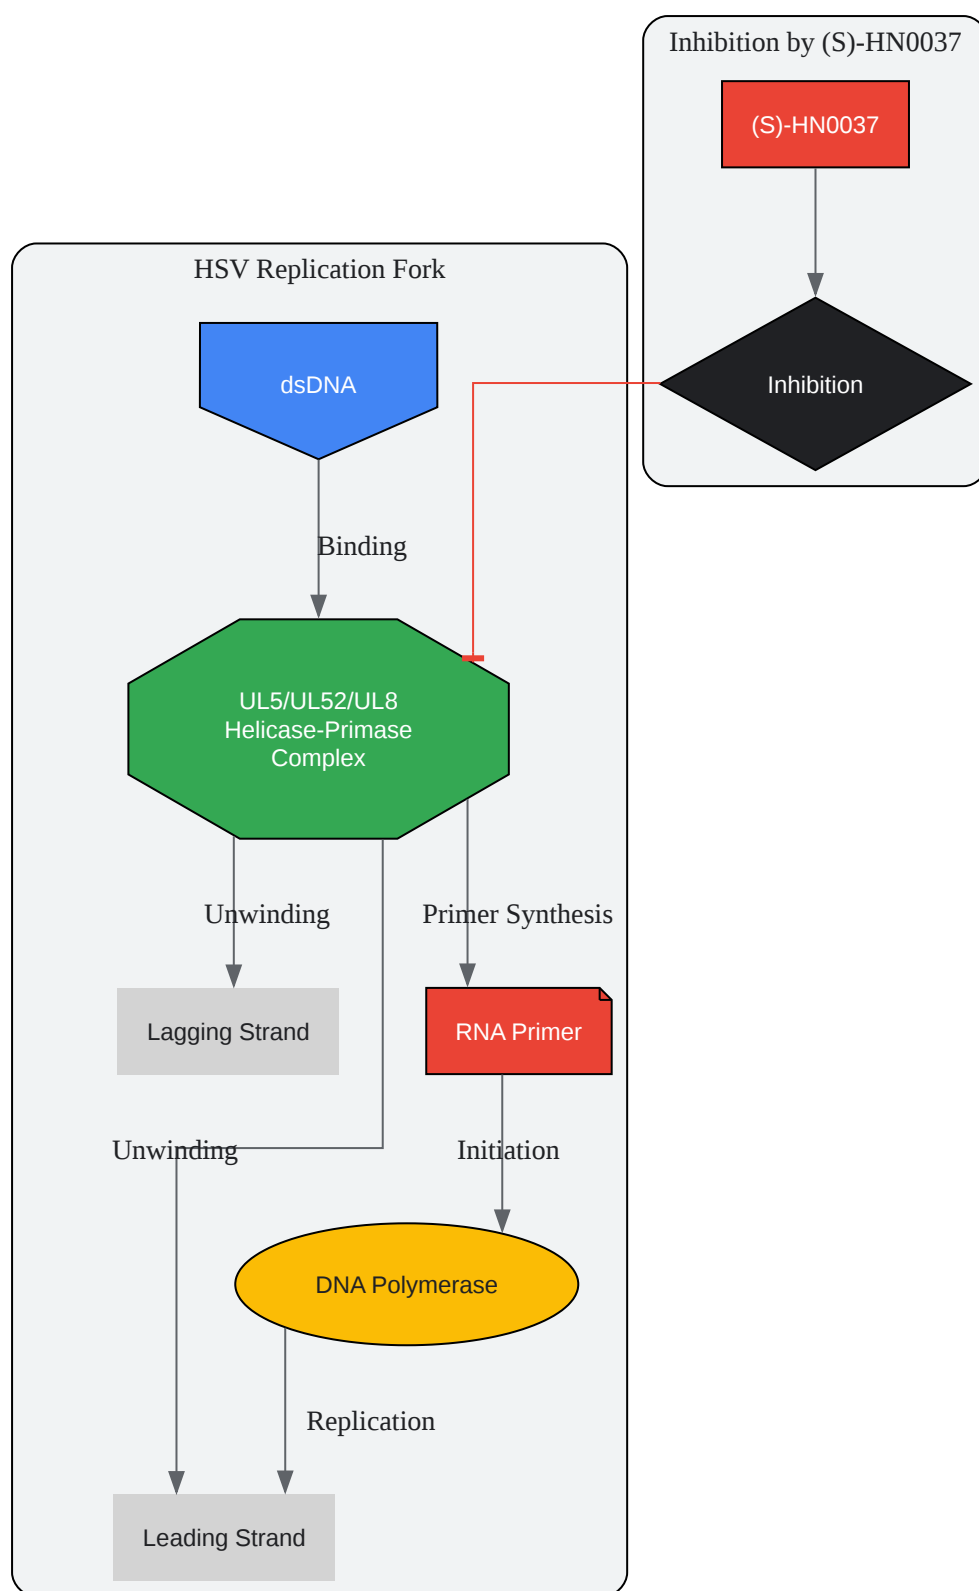 Inhibition by (S)-HN0037
(S)-HN0037
HSV Replication Fork
dsDNA
Inhibition
Binding
UL5/UL52/UL8
Helicase-Primase
Complex
Unwinding
Primer Synthesis
Lagging Strand
RNA Primer
Unwinding
Initiation
DNA Polymerase
Replication
Leading Strand